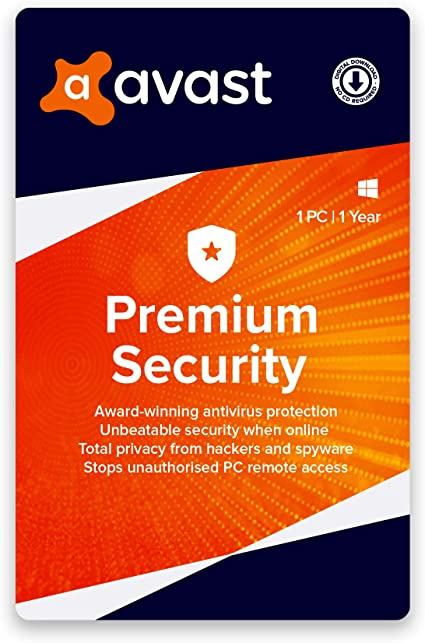 a avast
DIGITAL DOWNLOAD
NO CD REQUIRED
1 PC | 1 Year
Premium
Security
Award-winning antivirus protection
Unbeatable security when online
Total privacy from hackers and spyware
Stops unauthorised PC remote access